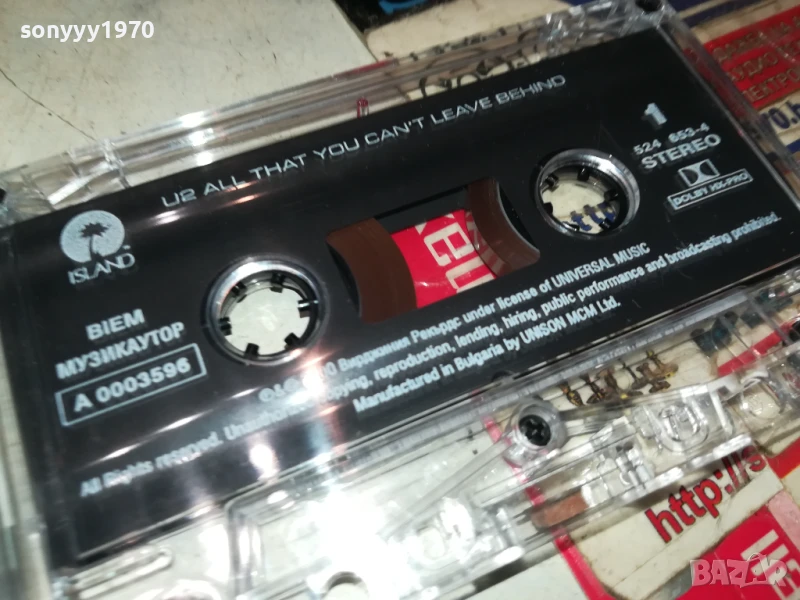 sonyyy1970
U2 ALL THAT YOU CAN'T LEAVE BEHIND
1
524 653-4
STEREO
DOLBY HX-PRO
ISLAND
BIEM
МУЗИКАУТОР
A 0003596
Вирджиния Рекърдс under license of UNIVERSAL MUSIC
All Rights reserved. Unauthorized copying, reproduction, lending, hiring, public performance and broadcasting prohibited.
Manufactured in Bulgaria by UNISON MCM Ltd.
http://
BAZAR